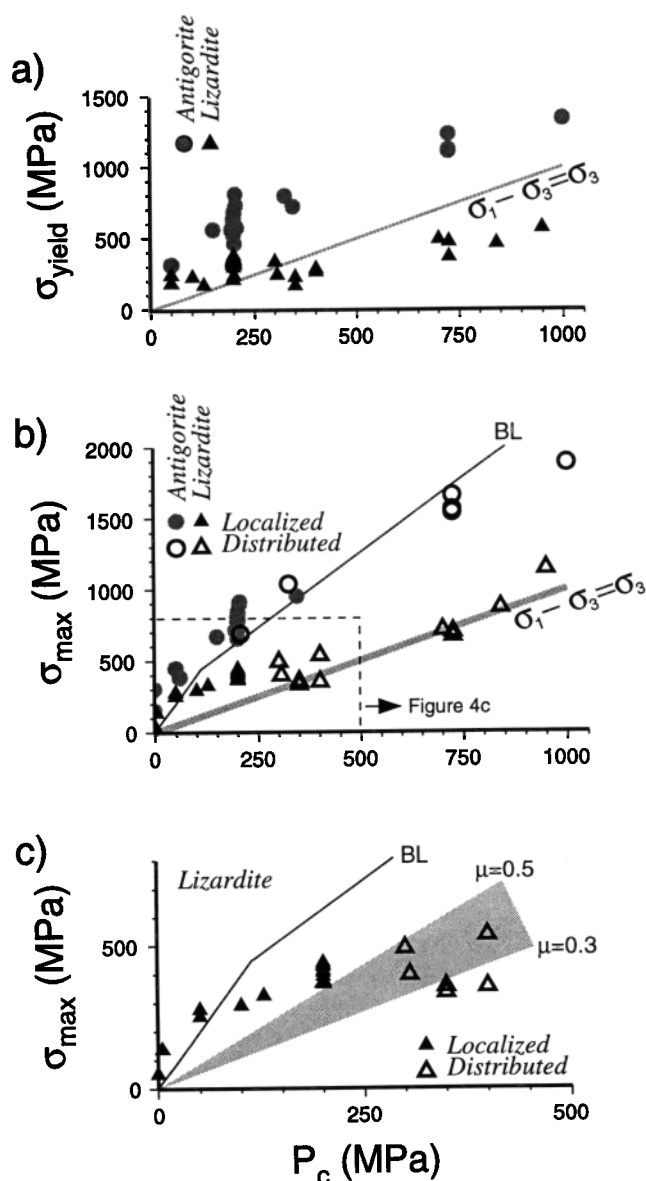 a)
Antigorite
Lizardite
σyield (MPa)
1500
1000
500
0
σ1 – σ3 = σ3
0 250 500 750 1000
b)
Antigorite
Lizardite
BL
Localized
Distributed
σmax (MPa)
2000
1500
1000
500
0
σ1 – σ3 = σ3
Figure 4c
0 250 500 750 1000
c)
Lizardite
BL
μ=0.5
μ=0.3
σmax (MPa)
500
0
Localized
Distributed
0 250 500
Pc (MPa)